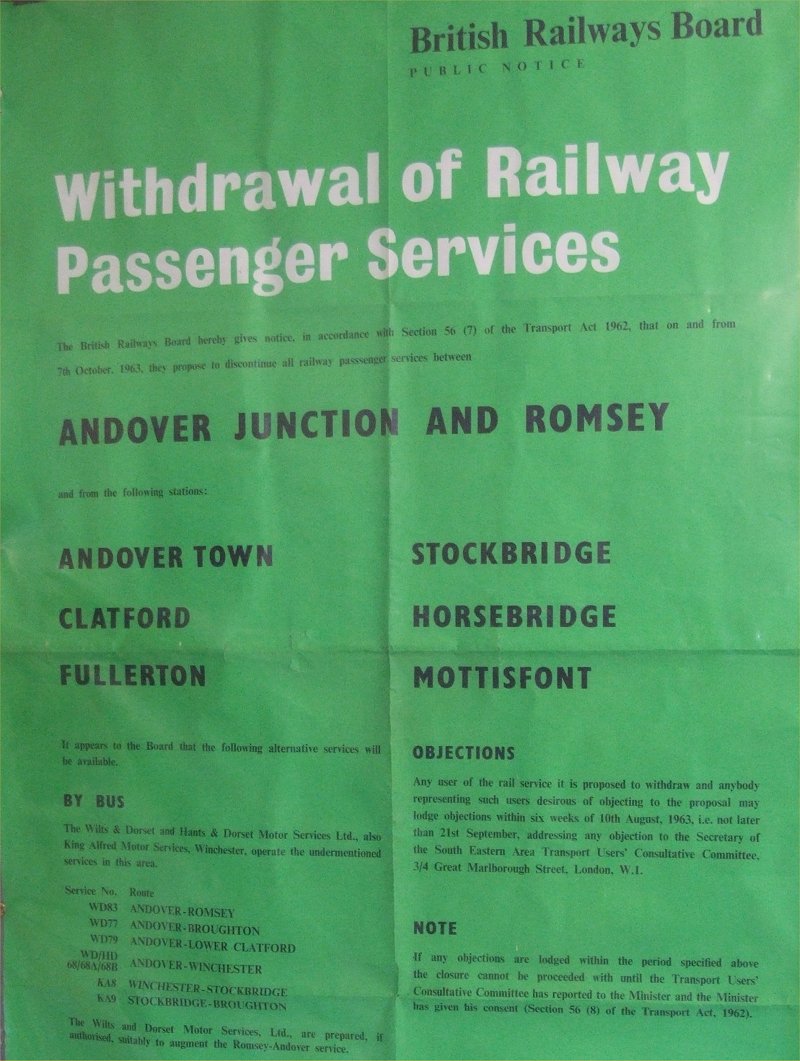 British Railways Board
PUBLIC NOTICE
Withdrawal of Railway
Passenger Services
The British Railways Board hereby gives notice, in accordance with Section 56 (7) of the Transport Act 1962, that on and from
7th October, 1963, they propose to discontinue all railway passsenger services between
ANDOVER JUNCTION AND ROMSEY
and from the following stations:
ANDOVER TOWN
CLATFORD
FULLERTON
STOCKBRIDGE
HORSEBRIDGE
MOTTISFONT
It appears to the Board that the following alternative services will
be available.
BY BUS
The Wilts & Dorset and Hants & Dorset Motor Services Ltd., also
King Alfred Motor Services, Winchester, operate the undermentioned
services in this area.
Service No. Route
WD83 ANDOVER-ROMSEY
WD77 ANDOVER-BROUGHTON
WD79 ANDOVER-LOWER CLATFORD
WD/HD
68/68A/68B ANDOVER-WINCHESTER
KA8 WINCHESTER-STOCKBRIDGE
KA9 STOCKBRIDGE-BROUGHTON
The Wilts and Dorset Motor Services, Ltd., are prepared, if
authorised, suitably to augment the Romsey-Andover service.
OBJECTIONS
Any user of the rail service it is proposed to withdraw and anybody
representing such users desirous of objecting to the proposal may
lodge objections within six weeks of 10th August, 1963, i.e. not later
than 21st September, addressing any objection to the Secretary of
the South Eastern Area Transport Users' Consultative Committee,
3/4 Great Marlborough Street, London, W.1.
NOTE
If any objections are lodged within the period specified above
the closure cannot be proceeded with until the Transport Users'
Consultative Committee has reported to the Minister and the Minister
has given his consent (Section 56 (8) of the Transport Act, 1962).